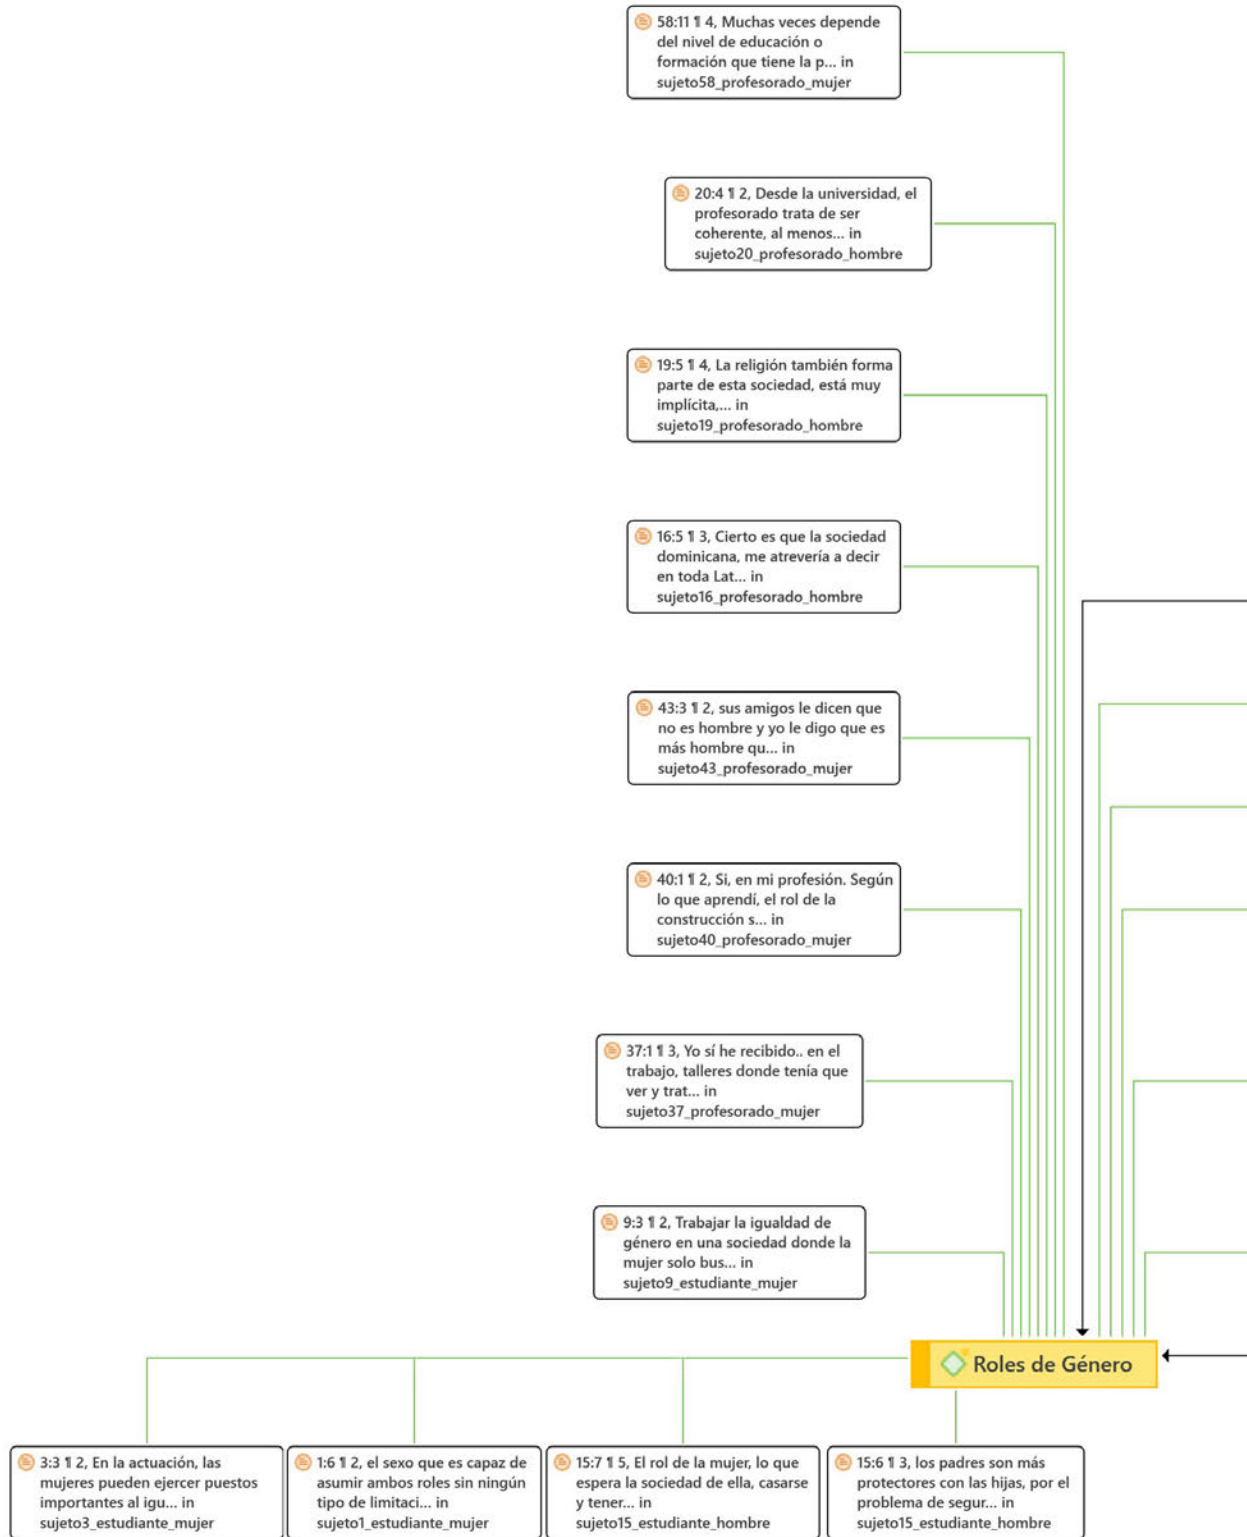 58:11 ¶ 4, Muchas veces depende
del nivel de educación o
formación que tiene la p... in
sujeto58_profesorado_mujer
20:4 ¶ 2, Desde la universidad, el
profesorado trata de ser
coherente, al menos... in
sujeto20_profesorado_hombre
19:5 ¶ 4, La religión también forma
parte de esta sociedad, está muy
implícita,... in
sujeto19_profesorado_hombre
16:5 ¶ 3, Cierto es que la sociedad
dominicana, me atrevería a decir
en toda Lat... in
sujeto16_profesorado_hombre
43:3 ¶ 2, sus amigos le dicen que
no es hombre y yo le digo que es
más hombre qu... in
sujeto43_profesorado_mujer
40:1 ¶ 2, Si, en mi profesión. Según
lo que aprendí, el rol de la
construcción s... in
sujeto40_profesorado_mujer
37:1 ¶ 3, Yo sí he recibido.. en el
trabajo, talleres donde tenía que
ver y trat... in
sujeto37_profesorado_mujer
9:3 ¶ 2, Trabajar la igualdad de
género en una sociedad donde la
mujer solo bus... in
sujeto9_estudiante_mujer
Roles de Género
3:3 ¶ 2, En la actuación, las
mujeres pueden ejercer puestos
importantes al igu... in
sujeto3_estudiante_mujer
1:6 ¶ 2, el sexo que es capaz de
asumir ambos roles sin ningún
tipo de limitaci... in
sujeto1_estudiante_mujer
15:7 ¶ 5, El rol de la mujer, lo que
espera la sociedad de ella, casarse
y tener... in
sujeto15_estudiante_hombre
15:6 ¶ 3, los padres son más
protectores con las hijas, por el
problema de segur... in
sujeto15_estudiante_hombre